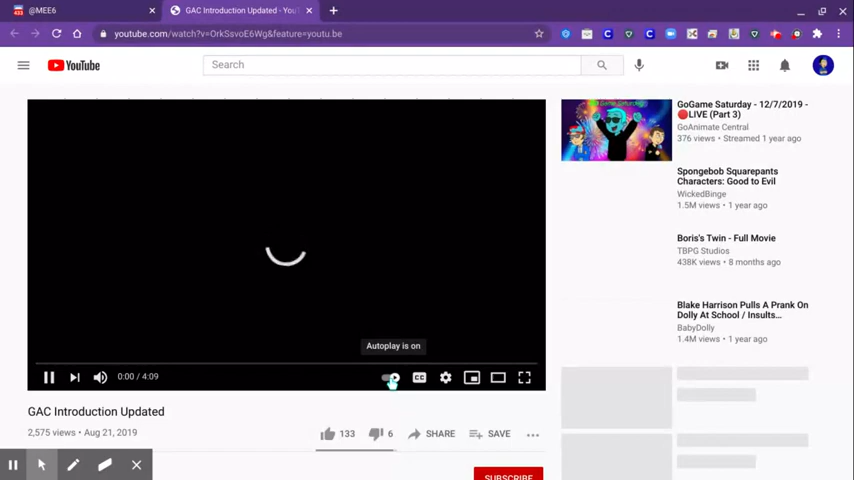 @MEE6
GAC Introduction Updated - You
youtube.com/watch?v=OrkSsvoE6Wg&feature=youtu.be
YouTube
Search
GoGame Saturday - 12/7/2019 -
🔴LIVE (Part 3)
GoAnimate Central
376 views • Streamed 1 year ago
Spongebob Squarepants
Characters: Good to Evil
WickedBinge
1.5M views • 1 year ago
Boris's Twin - Full Movie
TBPG Studios
438K views • 8 months ago
Blake Harrison Pulls A Prank On
Dolly At School / Insults...
BabyDolly
1.4M views • 1 year ago
Autoplay is on
0:00 / 4:09
CC
GAC Introduction Updated
2,575 views • Aug 21, 2019
133
6
SHARE
SAVE
SUBSCRIBE